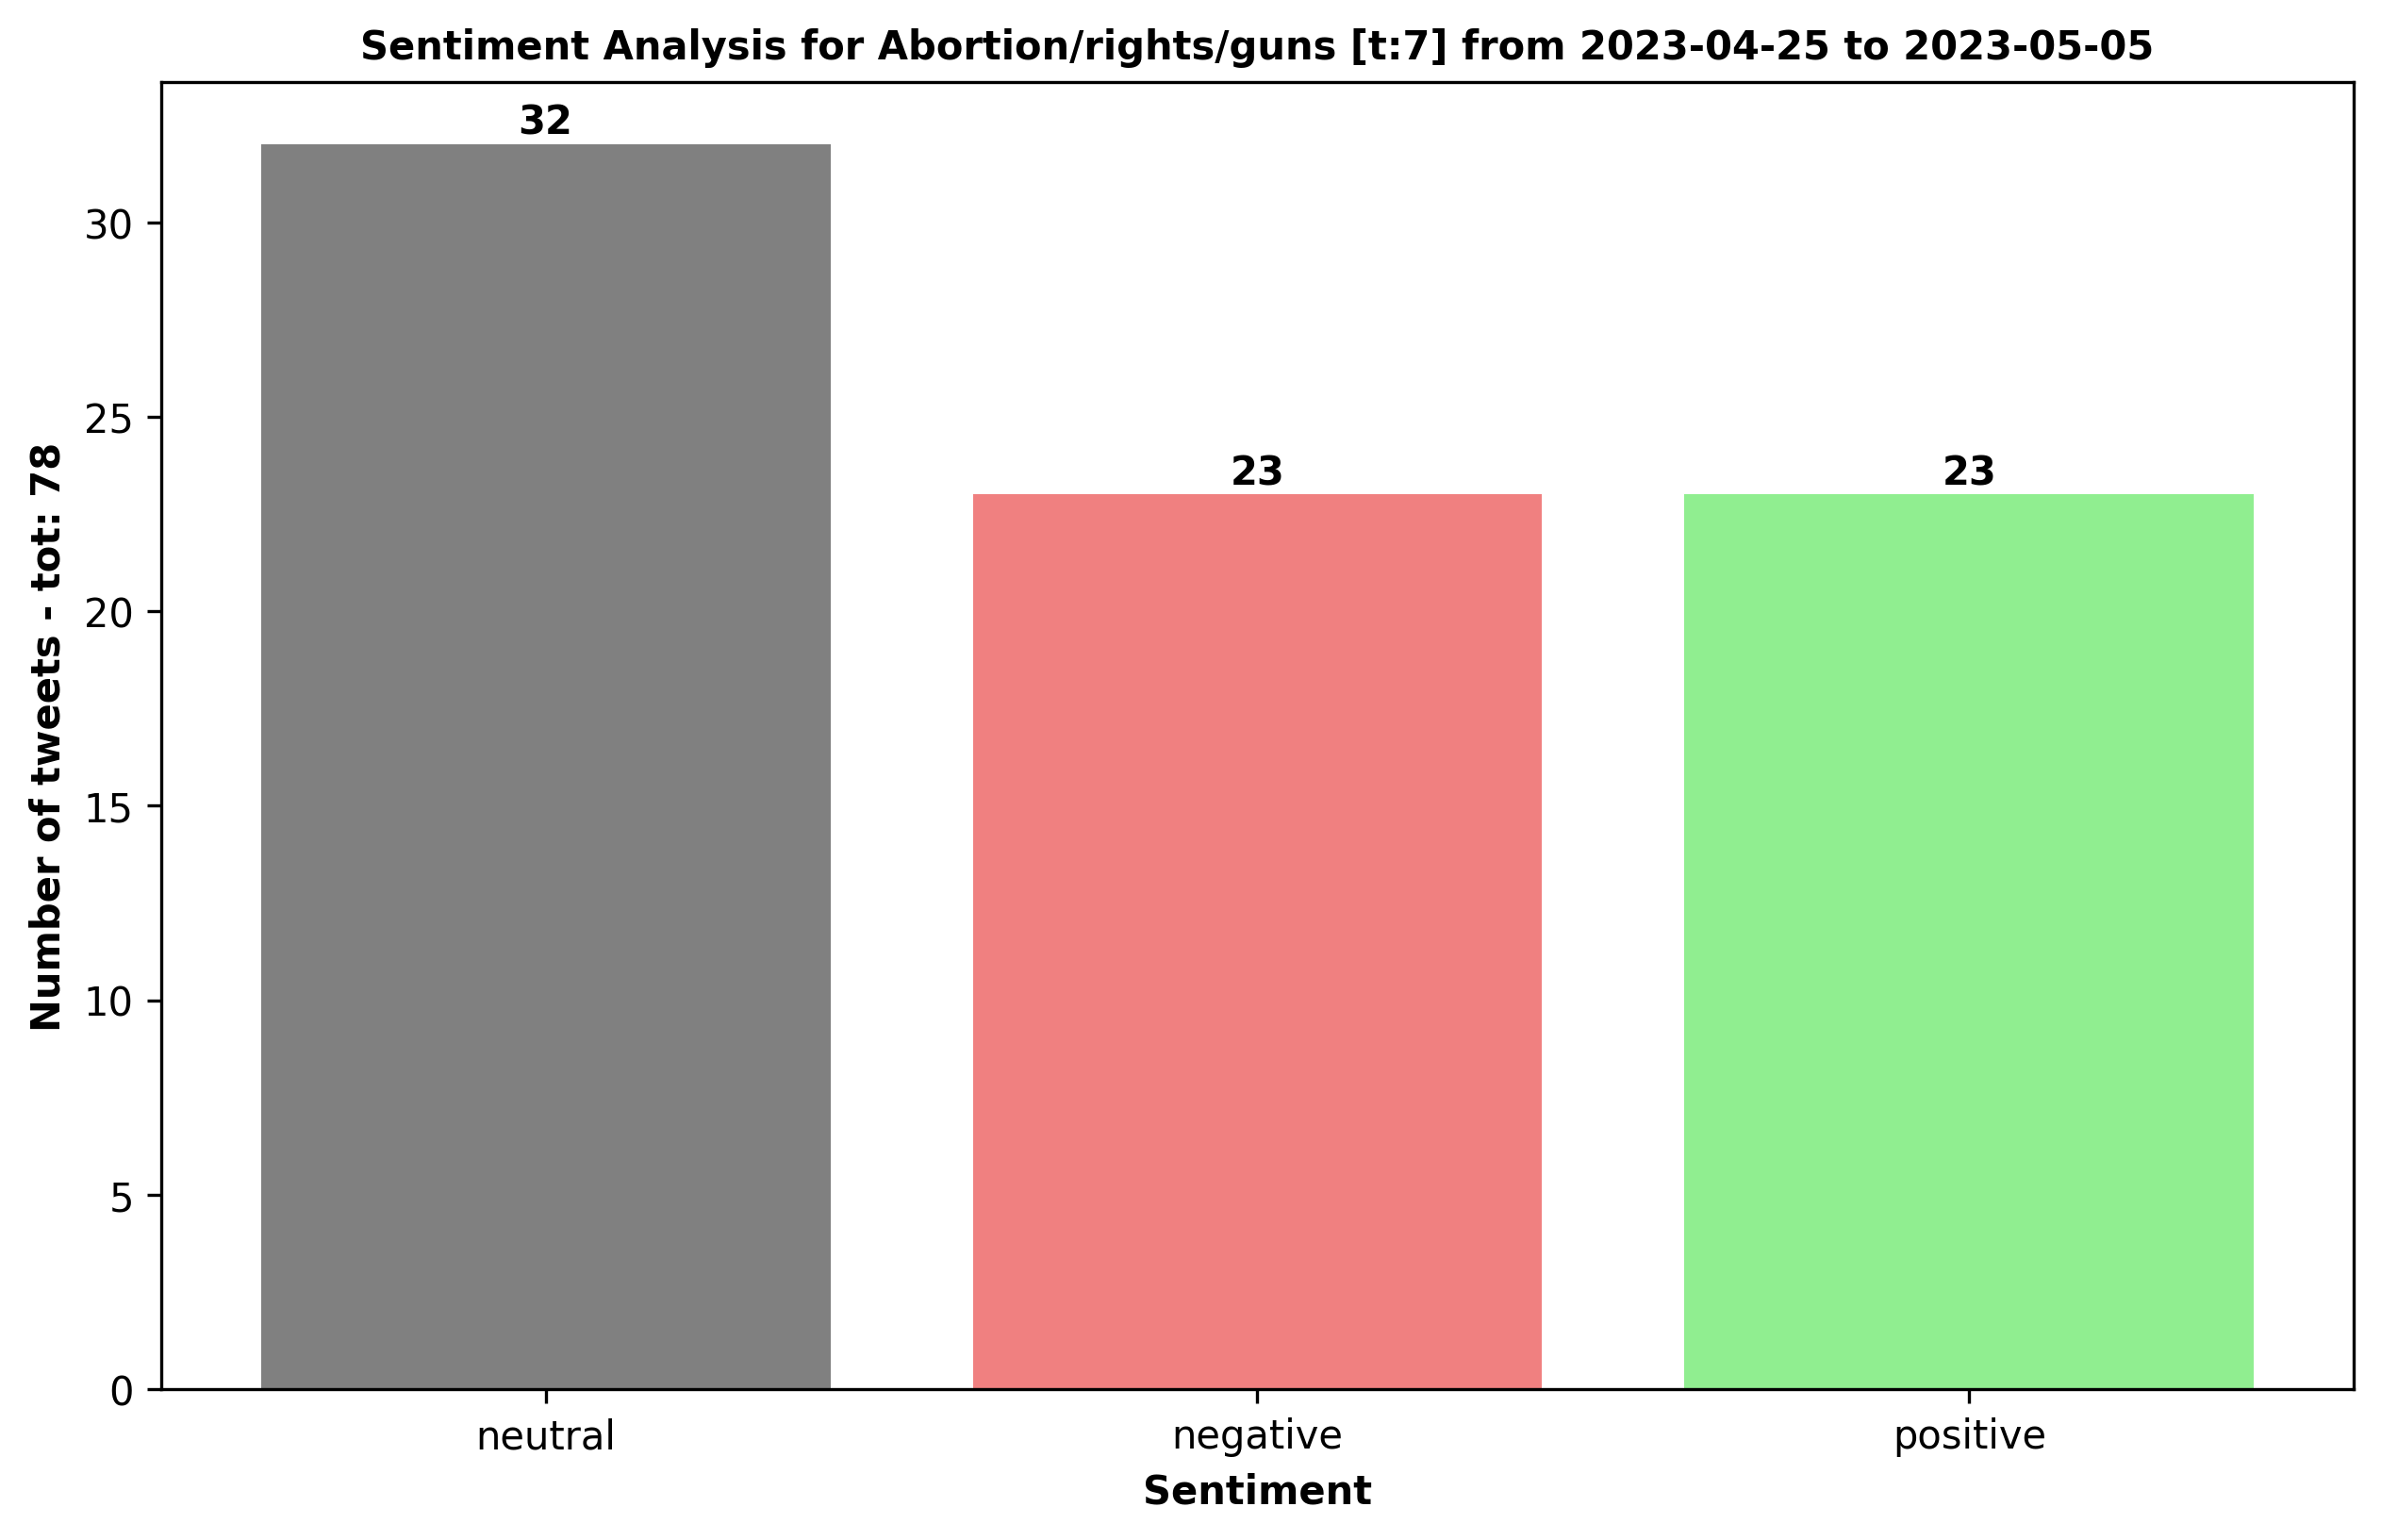 Sentiment Analysis for Abortion/rights/guns [t:7] from 2023-04-25 to 2023-05-05
Number of tweets - tot: 78
30
25
20
15
10
5
0
32
23
23
neutral
negative
positive
Sentiment